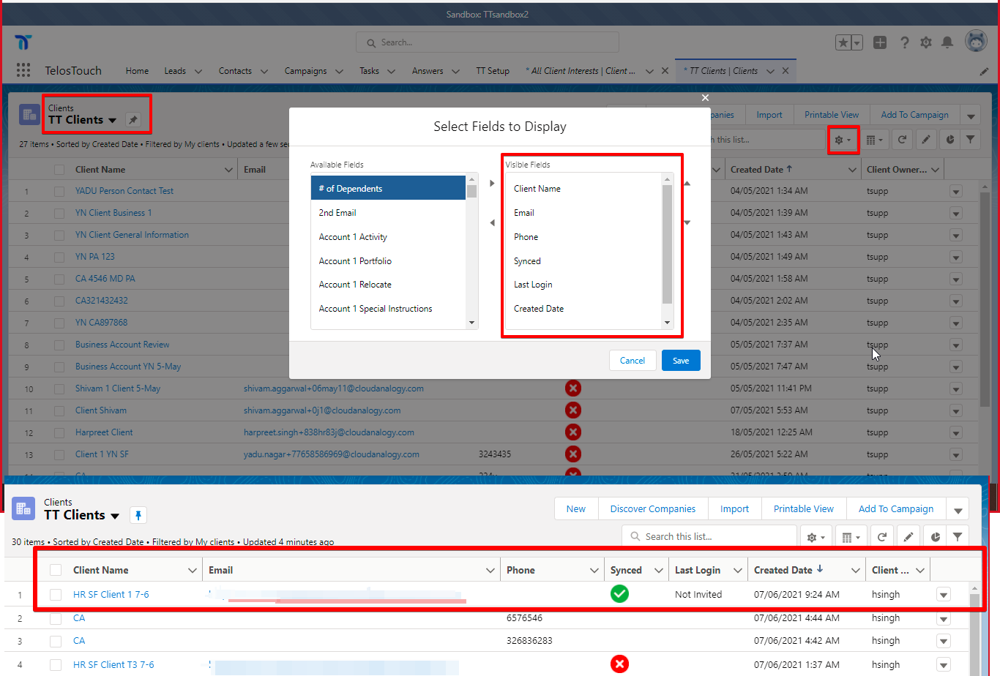 Sandbox: TTsandbox2
Search...
TelosTouch Home Leads Contacts Campaigns Tasks Answers TT Setup * All Client Interests | Client ... * TT Clients | Clients
Clients
TT Clients
Import Printable View Add To Campaign
27 items • Sorted by Created Date • Filtered by My clients • Updated a few
this list...
Client Name Email Created Date Client Owner...
1 YADU Person Contact Test 04/05/2021 1:34 AM tsupp
2 YN Client Business 1 04/05/2021 1:39 AM tsupp
3 YN Client General Information 04/05/2021 1:43 AM tsupp
4 YN PA 123 04/05/2021 1:49 AM tsupp
5 CA 4546 MD PA 04/05/2021 1:58 AM tsupp
6 CA321432432 04/05/2021 2:02 AM tsupp
7 YN CA897868 04/05/2021 2:35 AM tsupp
8 Business Account Review 05/05/2021 7:37 AM tsupp
9 Business Account YN 5-May 05/05/2021 7:47 AM tsupp
10 Shivam 1 Client 5-May shivam.aggarwal+06may11@cloudanalogy.com 05/05/2021 11:41 PM tsupp
11 Client Shivam shivam.aggarwal+0j1@cloudanalogy.com 07/05/2021 5:53 AM tsupp
12 Harpreet Client harpreet.singh+838hr83j@cloudanalogy.com 18/05/2021 12:25 AM tsupp
13 Client 1 YN SF yadu.nagar+77658586969@cloudanalogy.com 3243435 26/05/2021 5:22 AM tsupp
Select Fields to Display
Available Fields
# of Dependents
2nd Email
Account 1 Activity
Account 1 Portfolio
Account 1 Relocate
Account 1 Special Instructions
Visible Fields
Client Name
Email
Phone
Synced
Last Login
Created Date
Cancel Save
Clients
TT Clients
New Discover Companies Import Printable View Add To Campaign
30 items • Sorted by Created Date • Filtered by My clients • Updated 4 minutes ago
Search this list...
Client Name Email Phone Synced Last Login Created Date Client ...
1 HR SF Client 1 7-6 Not Invited 07/06/2021 9:24 AM hsingh
2 CA 6576546 07/06/2021 4:44 AM hsingh
3 CA 326836283 07/06/2021 4:42 AM hsingh
4 HR SF Client T3 7-6 07/06/2021 1:37 AM hsingh